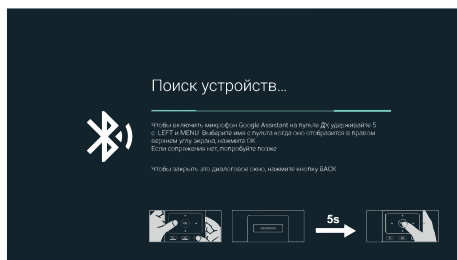 Поиск устройств...
Чтобы включить микрофон Google Assistant на пульте ДУ, удерживайте 5
с LEFT и MENU. Выберите имя с пульта когда оно отобразится в правом
верхнем углу экрана, нажмите OK
Если сопряжения нет, попробуйте позже
Чтобы закрыть это диалоговое окно, нажмите кнопку BACK
5s